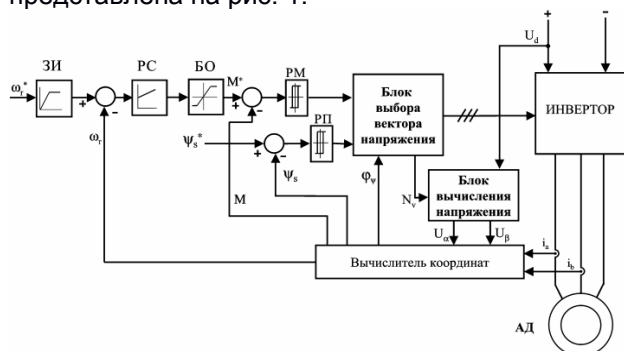 представлена на рис. 1.
+ -
U_d
ЗИ РС БО M* РМ
ω_r* + - + -
Блок
выбора
вектора
напряжения
ИНВЕРТОР
ψ_s* + - РП
ω_r
M
ψ_s
φ_ψ
N_v
Блок
вычисления
напряжения
U_α U_β
i_a
Вычислитель координат
i_b
АД